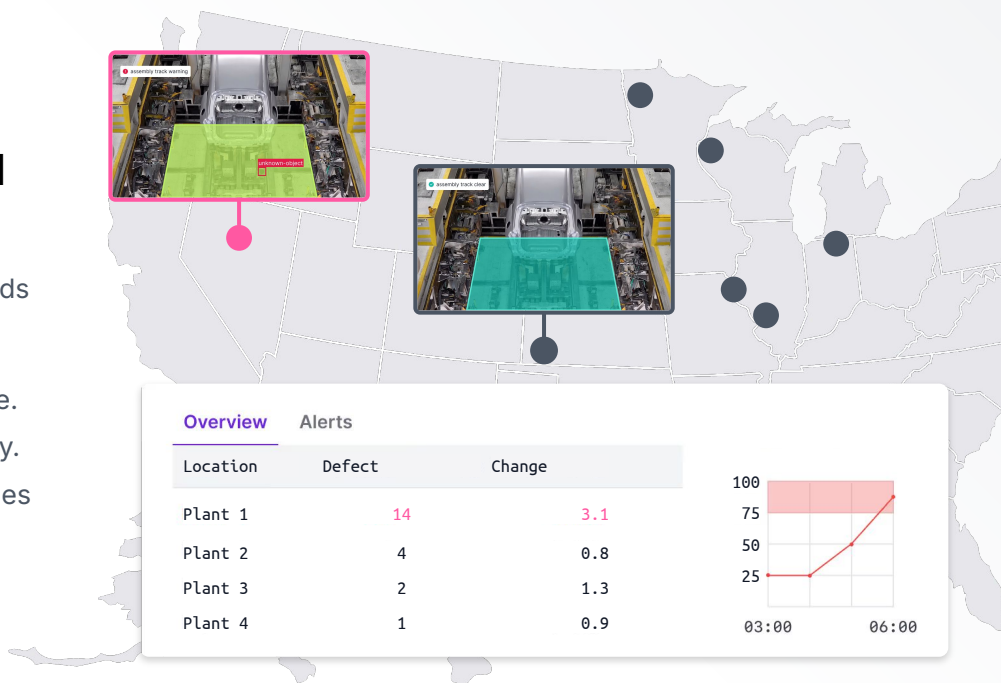 assembly track warning
unknown-object
assembly track clear
ds
e.
y.
es
Overview Alerts
Location Defect Change
Plant 1 14 3.1
Plant 2 4 0.8
Plant 3 2 1.3
Plant 4 1 0.9
100
75
50
25
03:00 06:00